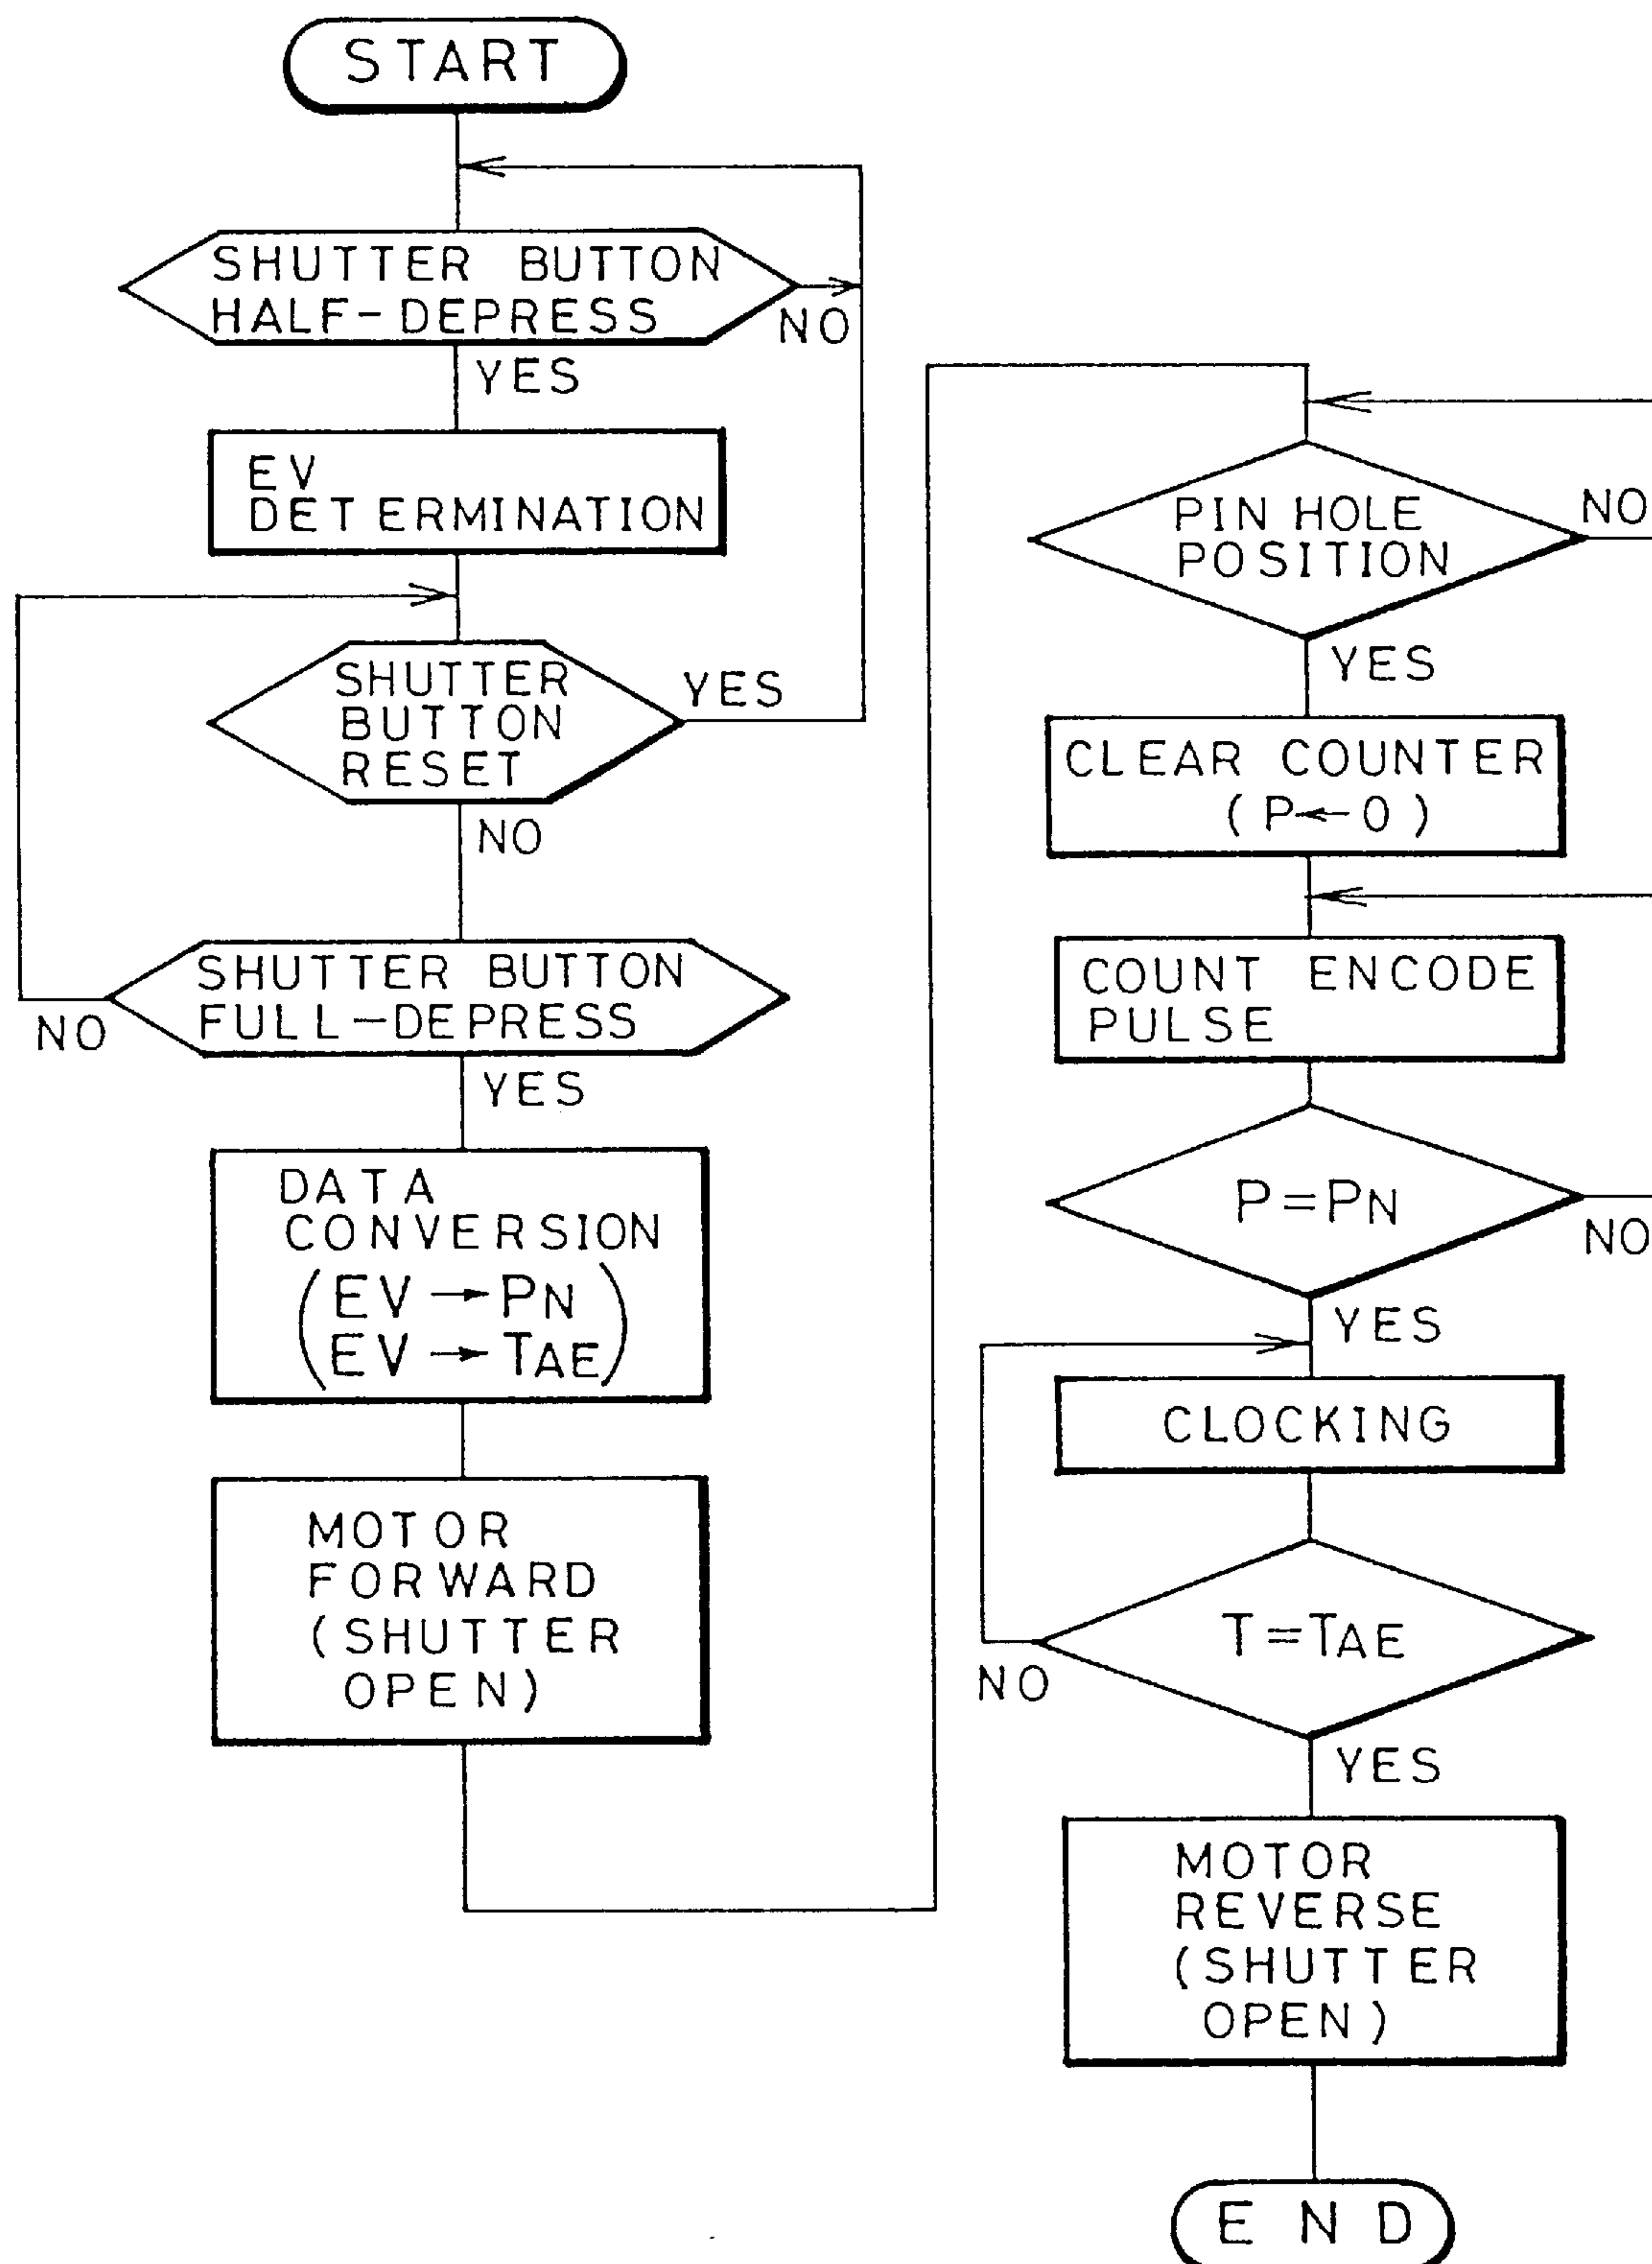 START
SHUTTER BUTTON
HALF-DEPRESS
NO
YES
EV
DETERMINATION
SHUTTER
BUTTON
RESET
YES
NO
SHUTTER BUTTON
FULL-DEPRESS
NO
YES
DATA
CONVERSION
(EV → PN
EV → TAE)
MOTOR
FORWARD
(SHUTTER
OPEN)
PIN HOLE
POSITION
NO
YES
CLEAR COUNTER
(P←0)
COUNT ENCODE
PULSE
P=PN
NO
YES
CLOCKING
T=TAE
NO
YES
MOTOR
REVERSE
(SHUTTER
OPEN)
END